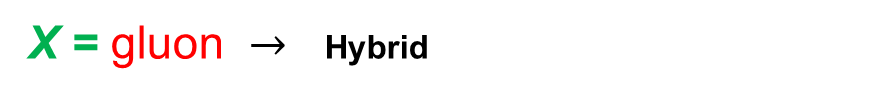 X = gluon → Hybrid